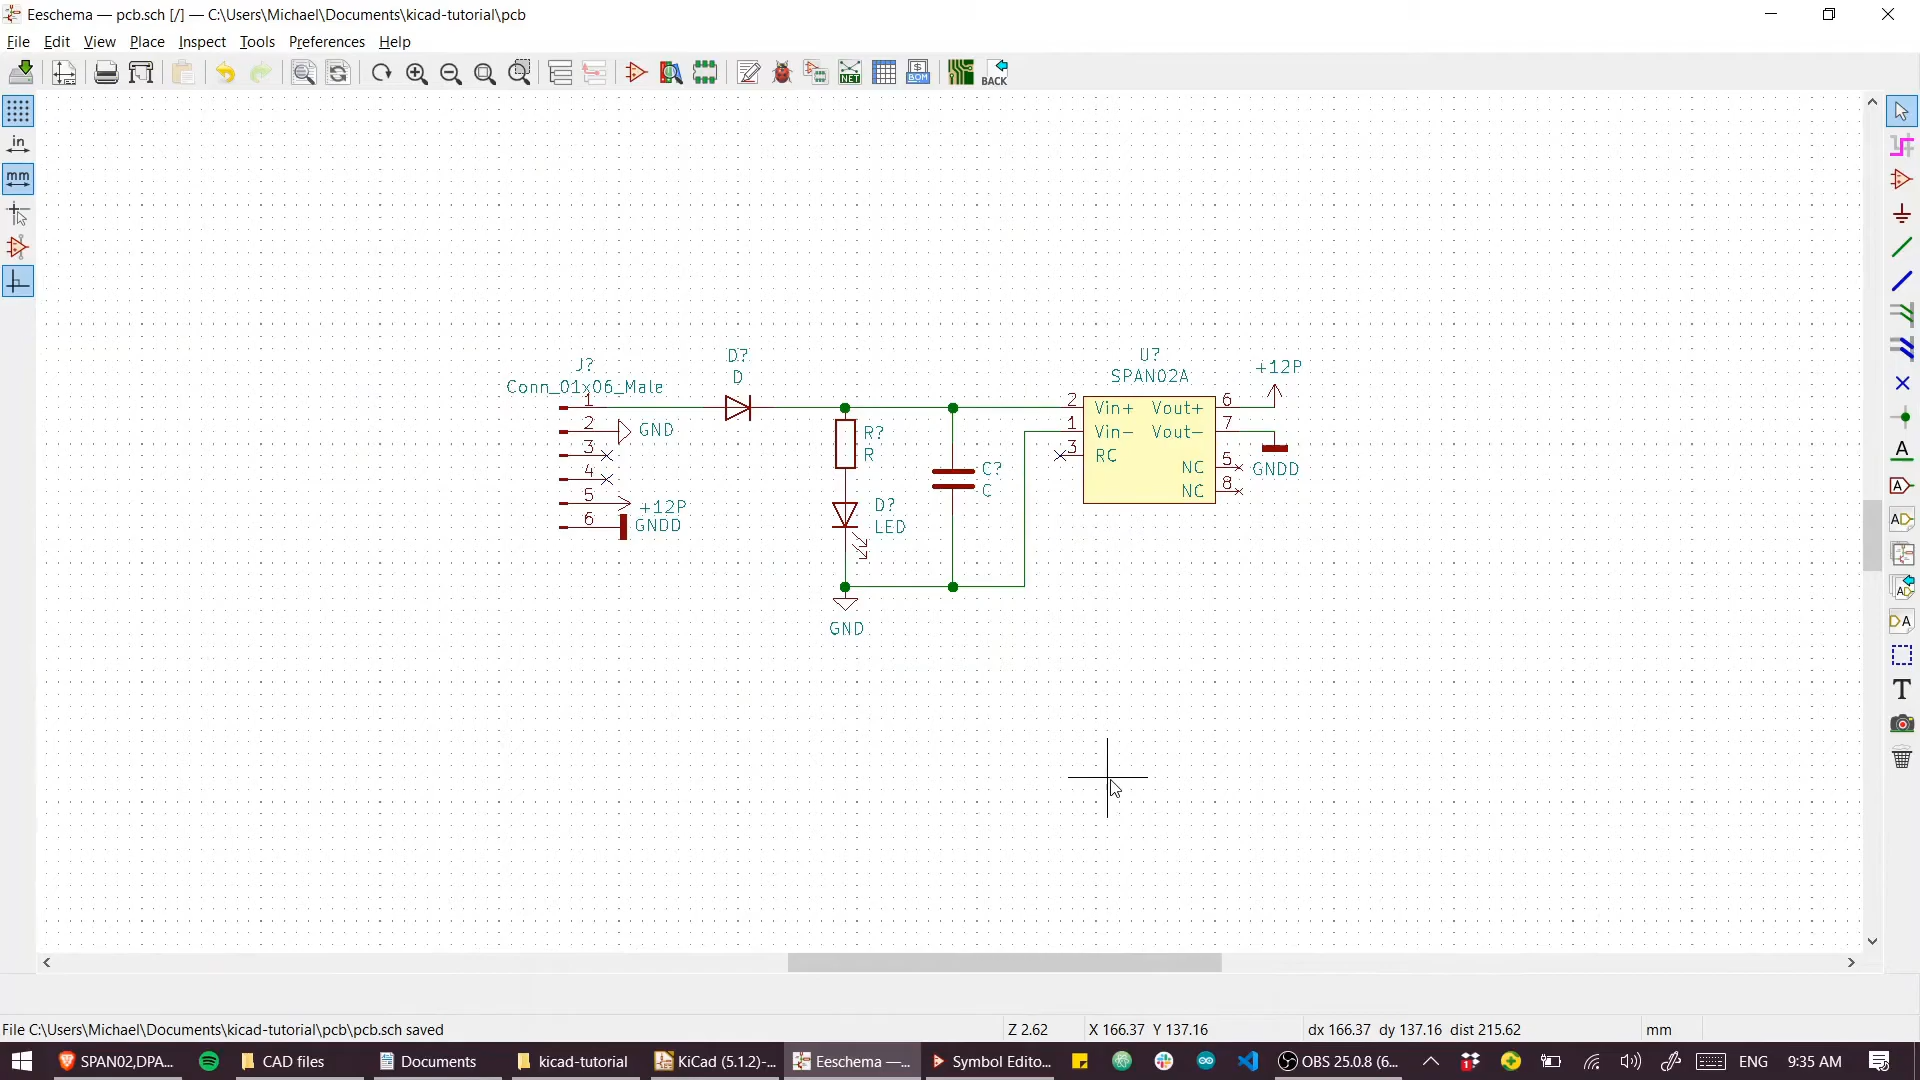 Eeschema — pcb.sch [/] — C:\Users\Michael\Documents\kicad-tutorial\pcb
File Edit View Place Inspect Tools Preferences Help
NET
BOM
BACK
in
mm
J?
Conn_01x06_Male
1
2
3
4
5
6
GND
+12P
GNDD
D?
D
R?
R
D?
LED
GND
C?
C
U?
SPAN02A
2 Vin+ Vout+ 6
1 Vin− Vout− 7
3 RC
NC 5
NC 8
+12P
GNDD
A
A
AD
AD
DA
T
File C:\Users\Michael\Documents\kicad-tutorial\pcb\pcb.sch saved
Z 2.62
X 166.37 Y 137.16
dx 166.37 dy 137.16 dist 215.62
mm
SPAN02,DPA...
CAD files
Documents
kicad-tutorial
KiCad (5.1.2)-...
Eeschema —...
Symbol Edito...
OBS 25.0.8 (6...
ENG
9:35 AM